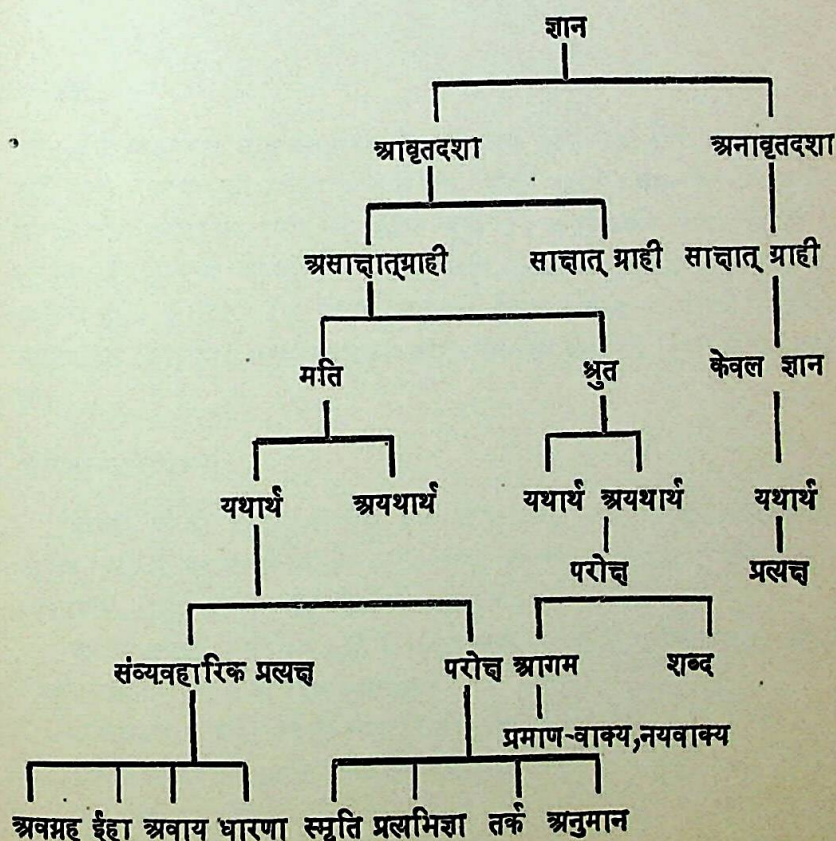 ज्ञान
आवृतदशा अनावृतदशा
असाक्षात्ग्राही साक्षात् ग्राही साक्षात् ग्राही
मति श्रुत केवल ज्ञान
यथार्थ अयथार्थ यथार्थ अयथार्थ यथार्थ
परोक्ष प्रत्यक्ष
संव्यवहारिक प्रत्यक्ष परोक्ष आगम शब्द
प्रमाण-वाक्य,नयवाक्य
अवग्रह ईहा अवाय धारणा स्मृति प्रत्यभिज्ञा तर्क अनुमान